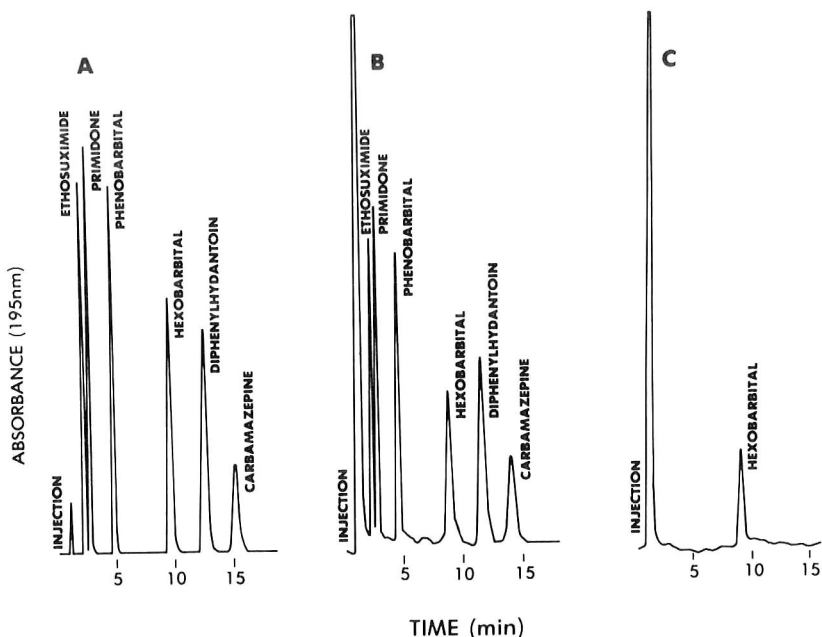 A
B
C
ETHOSUXIMIDE
PRIMIDONE
PHENOBARBITAL
HEXOBARBITAL
DIPHENYLHYDANTOIN
CARBAMAZEPINE
INJECTION
ETHOSUXIMIDE
PRIMIDONE
PHENOBARBITAL
HEXOBARBITAL
DIPHENYLHYDANTOIN
CARBAMAZEPINE
INJECTION
HEXOBARBITAL
INJECTION
ABSORBANCE (195nm)
5 10 15
5 10 15
5 10 15
TIME (min)